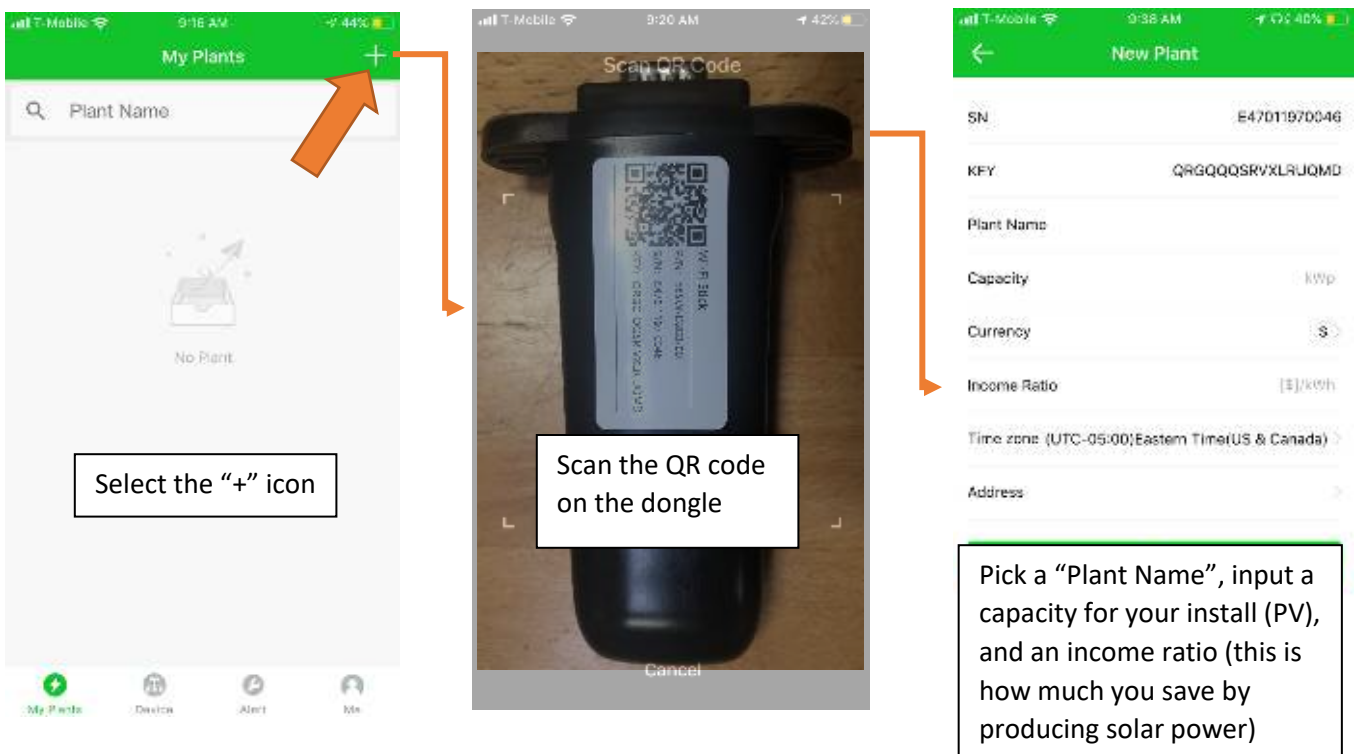 T-Mobile 9:16 AM 44%
My Plants +
Plant Name
No Plant
Select the “+” icon
My Plants Device Alert Me
T-Mobile 9:20 AM 42%
Scan QR Code
Wi-Fi Stick
Scan the QR code
on the dongle
Cancel
T-Mobile 9:38 AM 40%
New Plant
SN E47011970046
KEY QRGQQQSRVXLRUQMD
Plant Name
Capacity kWp
Currency $
Income Ratio [$]/kWh
Time zone (UTC-05:00)Eastern Time(US & Canada)
Address
Pick a “Plant Name”, input a
capacity for your install (PV),
and an income ratio (this is
how much you save by
producing solar power)